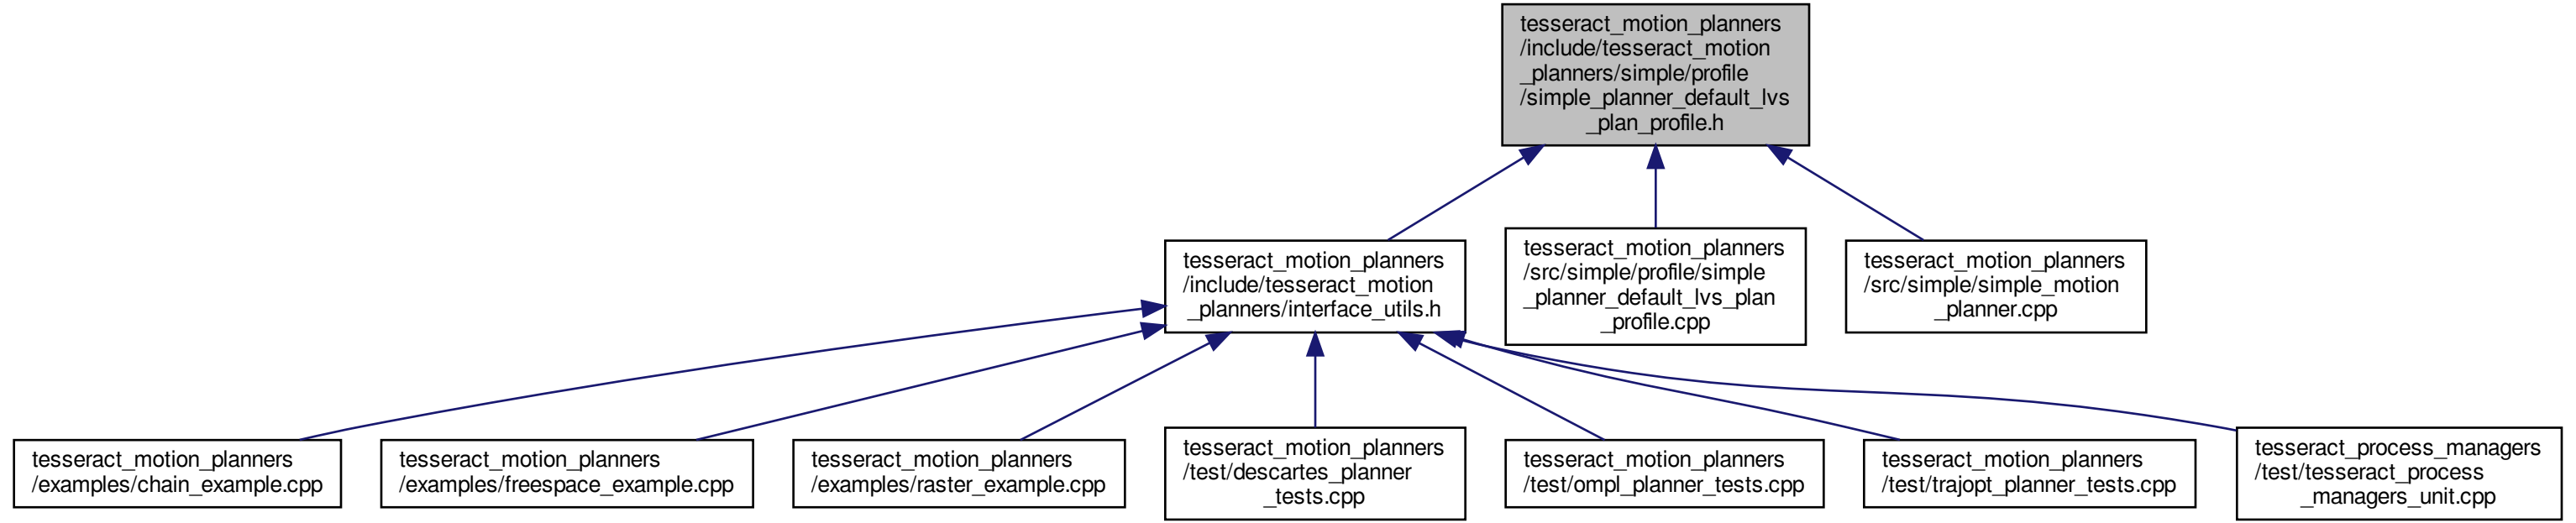 tesseract_motion_planners
/include/tesseract_motion
_planners/simple/profile
/simple_planner_default_lvs
_plan_profile.h
tesseract_motion_planners
/include/tesseract_motion
_planners/interface_utils.h
tesseract_motion_planners
/src/simple/profile/simple
_planner_default_lvs_plan
_profile.cpp
tesseract_motion_planners
/src/simple/simple_motion
_planner.cpp
tesseract_motion_planners
/examples/chain_example.cpp
tesseract_motion_planners
/examples/freespace_example.cpp
tesseract_motion_planners
/examples/raster_example.cpp
tesseract_motion_planners
/test/descartes_planner
_tests.cpp
tesseract_motion_planners
/test/ompl_planner_tests.cpp
tesseract_motion_planners
/test/trajopt_planner_tests.cpp
tesseract_process_managers
/test/tesseract_process
_managers_unit.cpp